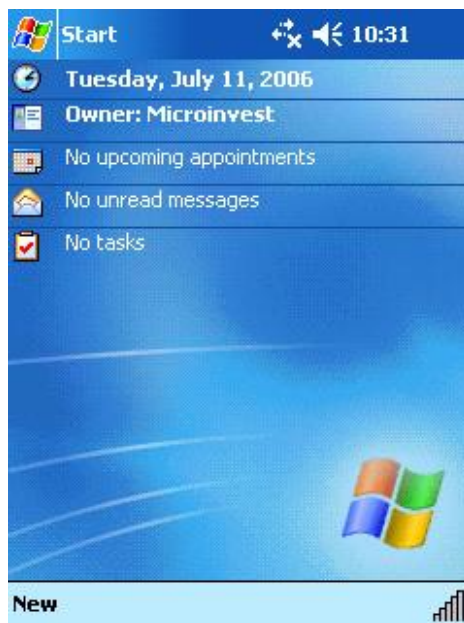 Start 10:31
Tuesday, July 11, 2006
Owner: Microinvest
No upcoming appointments
No unread messages
No tasks
New